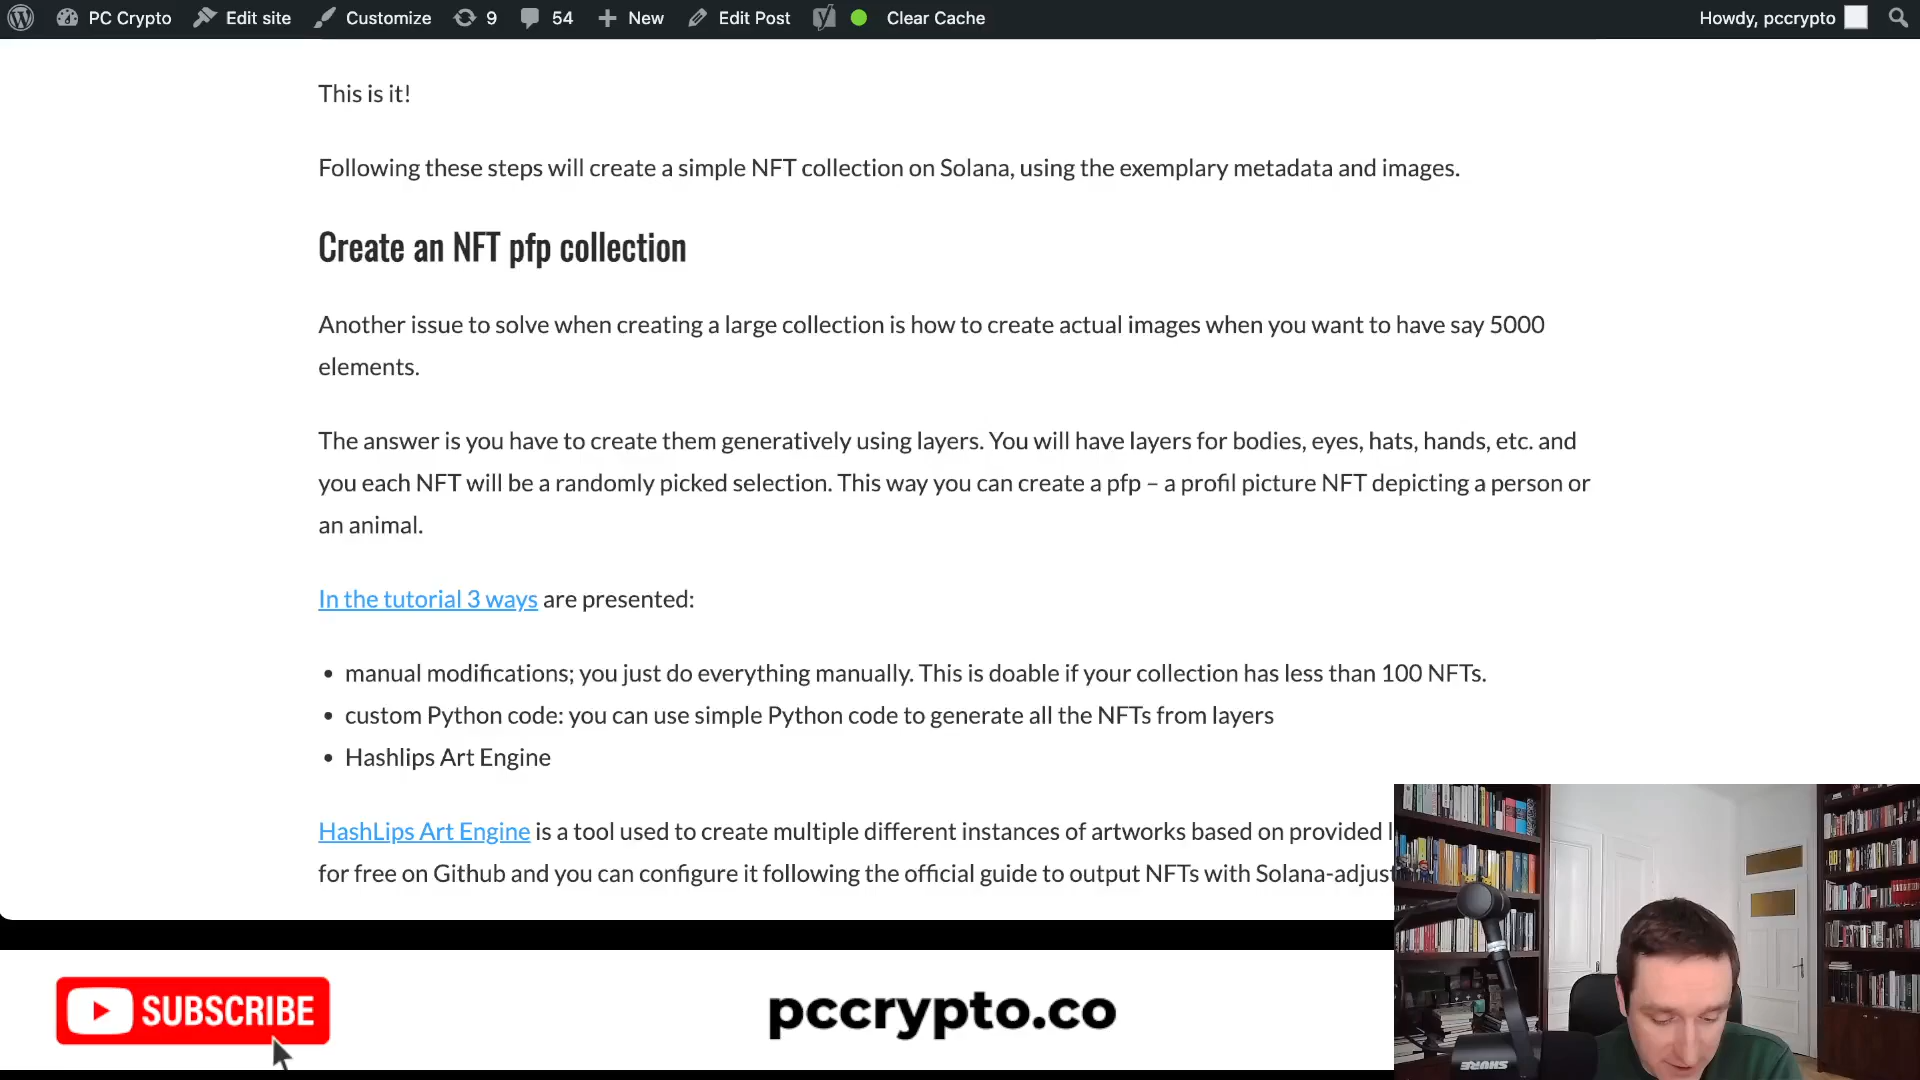 PC Crypto Edit site Customize 9 54 New Edit Post Clear Cache Howdy, pccrypto
This is it!
Following these steps will create a simple NFT collection on Solana, using the exemplary metadata and images.
Create an NFT pfp collection
Another issue to solve when creating a large collection is how to create actual images when you want to have say 5000
elements.
The answer is you have to create them generatively using layers. You will have layers for bodies, eyes, hats, hands, etc. and
you each NFT will be a randomly picked selection. This way you can create a pfp – a profil picture NFT depicting a person or
an animal.
In the tutorial 3 ways are presented:
• manual modifications; you just do everything manually. This is doable if your collection has less than 100 NFTs.
• custom Python code: you can use simple Python code to generate all the NFTs from layers
• Hashlips Art Engine
HashLips Art Engine is a tool used to create multiple different instances of artworks based on provided
for free on Github and you can configure it following the official guide to output NFTs with Solana-adjust
SUBSCRIBE
pccrypto.co
SHURE